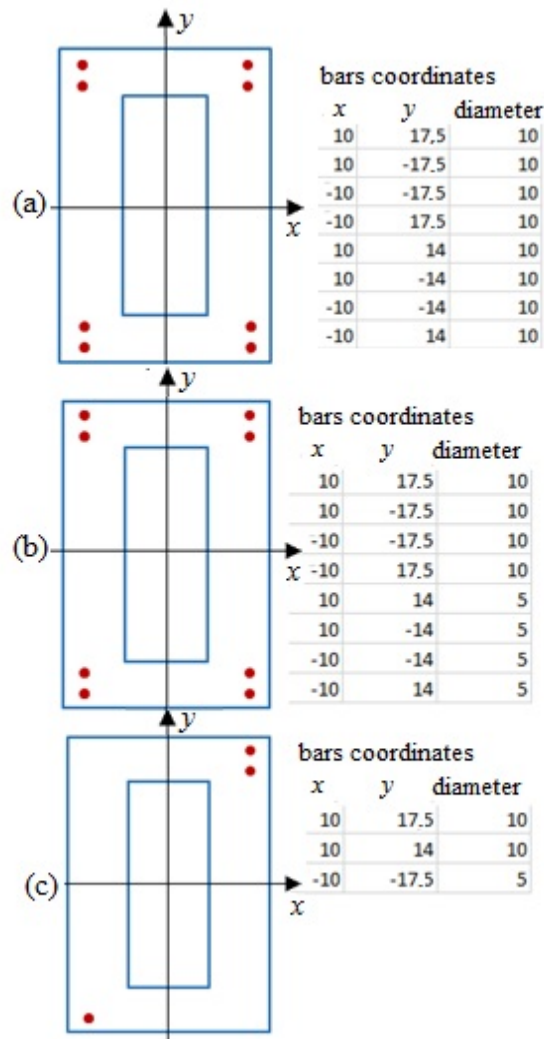 y
bars coordinates
x y diameter
10 17,5 10
10 -17.5 10
-10 -17.5 10
-10 17.5 10
10 14 10
10 -14 10
-10 -14 10
-10 14 10
(a)
x
y
bars coordinates
x y diameter
10 17.5 10
10 -17.5 10
-10 -17.5 10
-10 17.5 10
10 14 5
10 -14 5
-10 -14 5
-10 14 5
(b)
x
y
bars coordinates
x y diameter
10 17.5 10
10 14 10
-10 -17.5 5
(c)
x